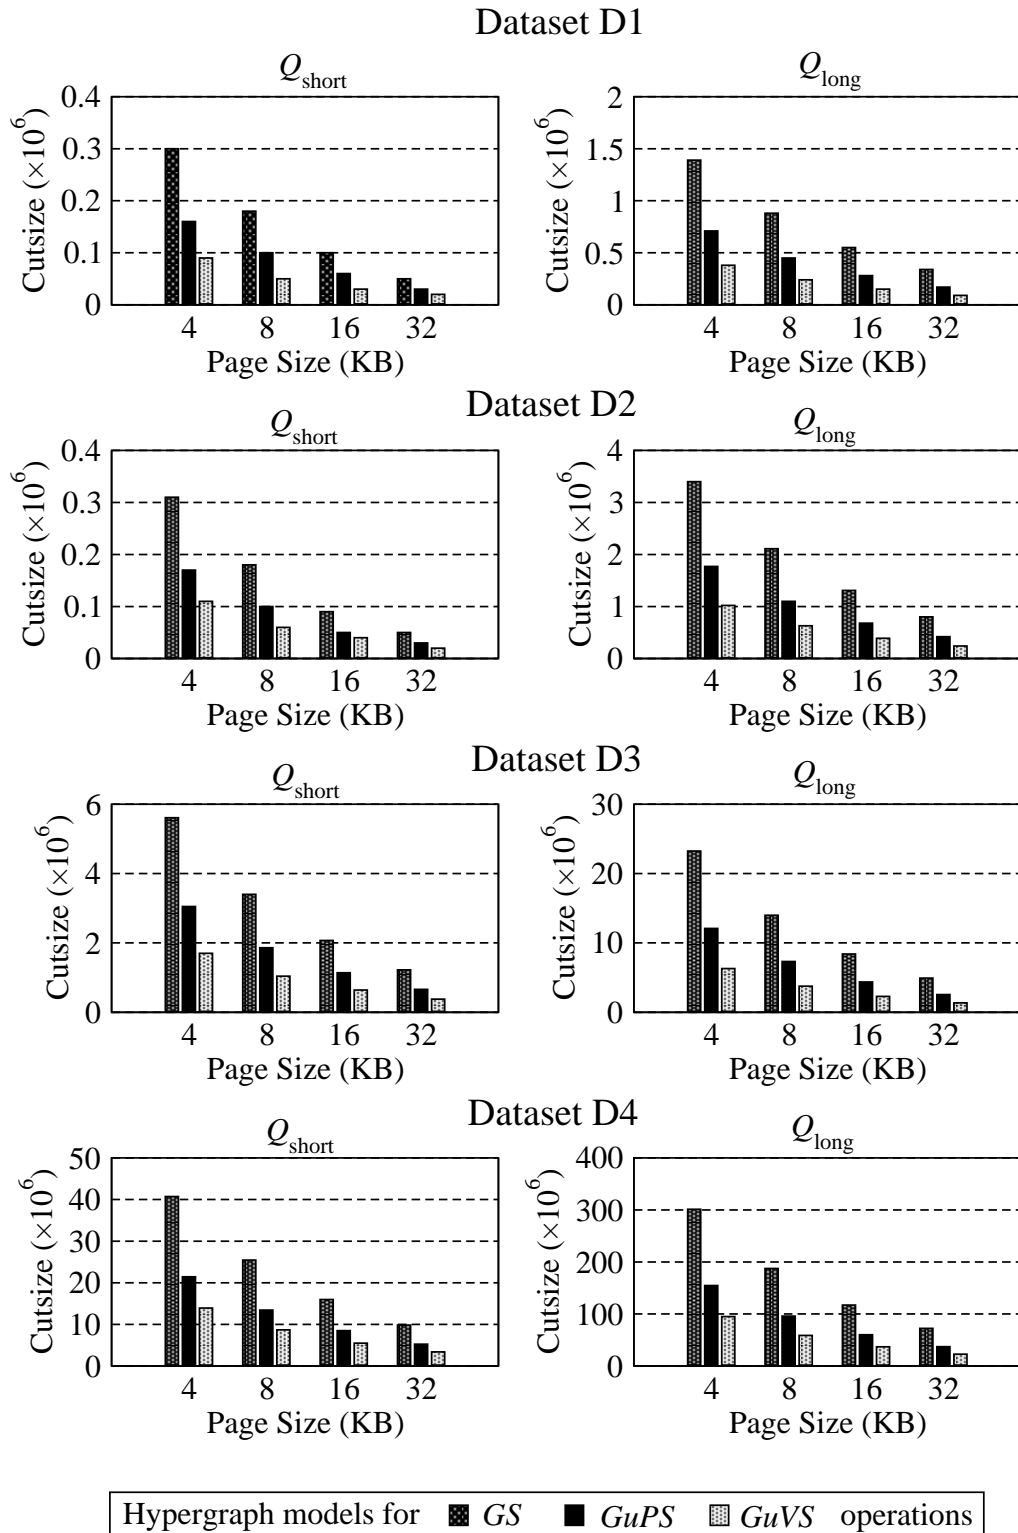 Dataset D1
Q_short
Q_long
Cutsize (×10^6)
0.4
0.3
0.2
0.1
0
4 8 16 32
Page Size (KB)
Cutsize (×10^6)
2
1.5
1
0.5
0
4 8 16 32
Page Size (KB)
Dataset D2
Q_short
Q_long
Cutsize (×10^6)
0.4
0.3
0.2
0.1
0
4 8 16 32
Page Size (KB)
Cutsize (×10^6)
4
3
2
1
0
4 8 16 32
Page Size (KB)
Dataset D3
Q_short
Q_long
Cutsize (×10^6)
6
4
2
0
4 8 16 32
Page Size (KB)
Cutsize (×10^6)
30
20
10
0
4 8 16 32
Page Size (KB)
Dataset D4
Q_short
Q_long
Cutsize (×10^6)
50
40
30
20
10
0
4 8 16 32
Page Size (KB)
Cutsize (×10^6)
400
300
200
100
0
4 8 16 32
Page Size (KB)
Hypergraph models for GS GuPS GuVS operations